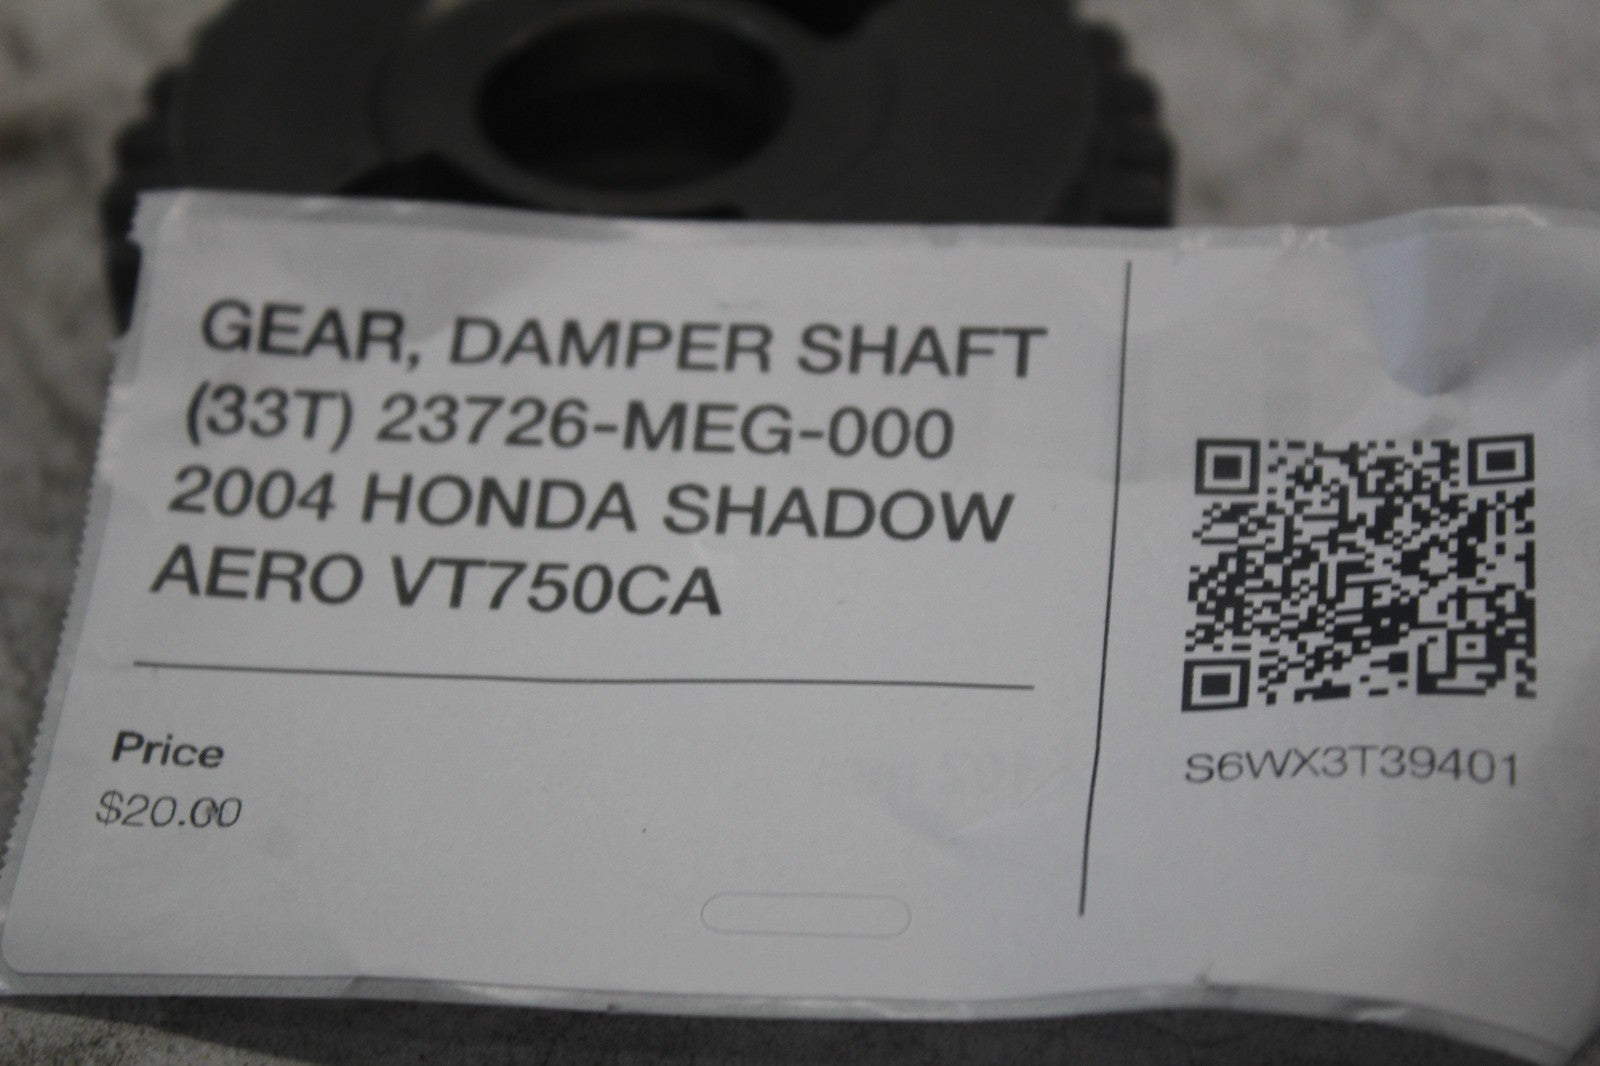 GEAR, DAMPER SHAFT
(33T) 23726-MEG-000
2004 HONDA SHADOW
AERO VT750CA
Price
$20.00
S6WX3T39401